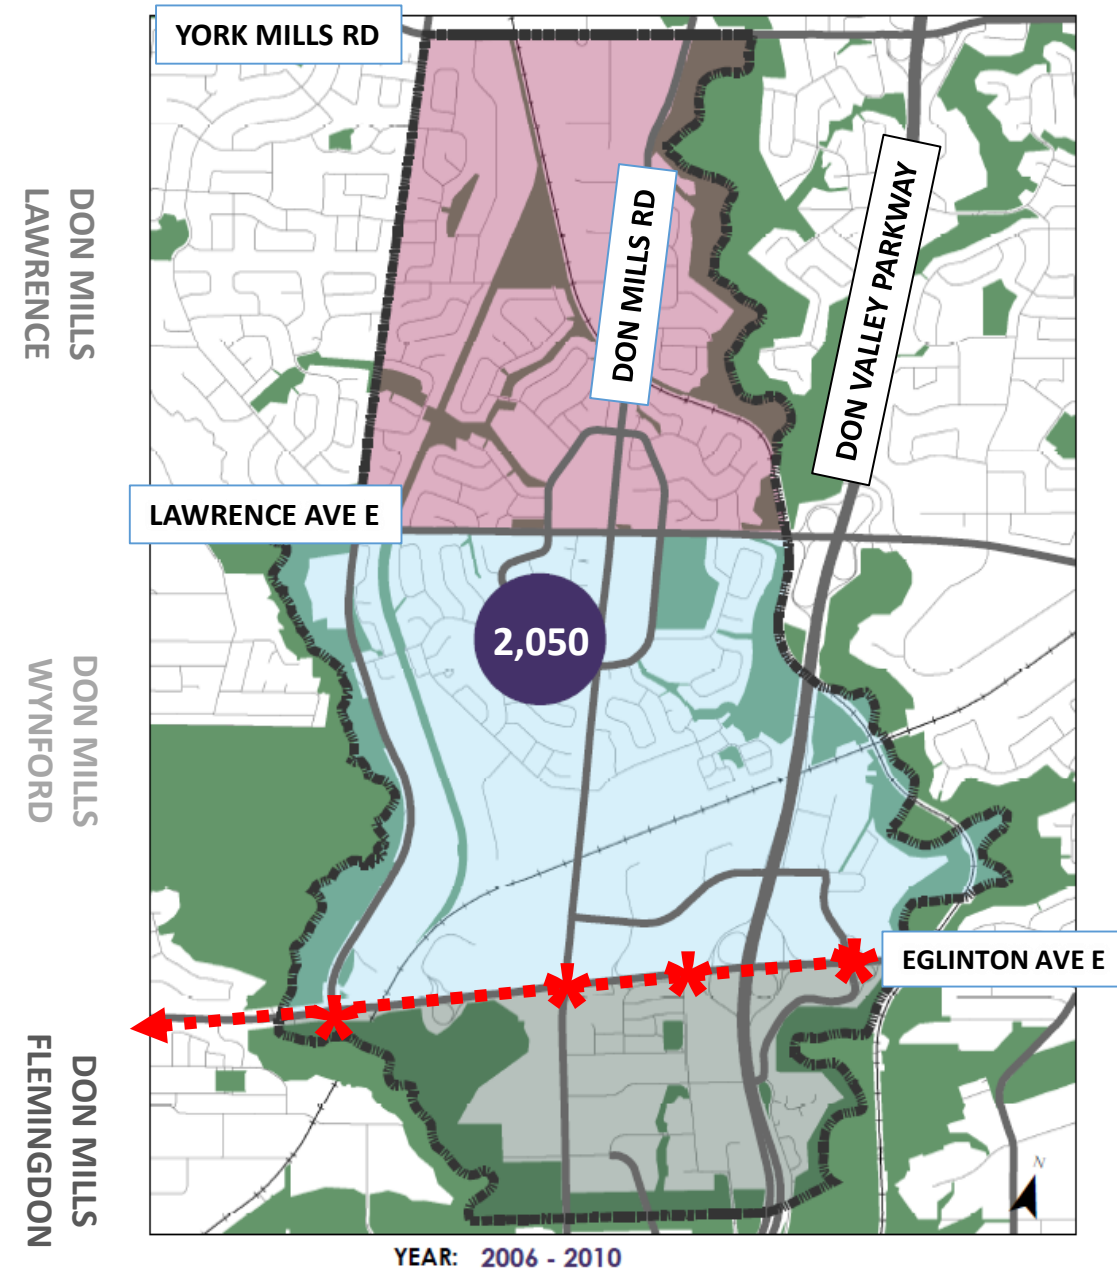 YORK MILLS RD
DON MILLS
LAWRENCE
DON MILLS RD
DON VALLEY PARKWAY
LAWRENCE AVE E
2,050
DON MILLS
WYNFORD
EGLINTON AVE E
DON MILLS
FLEMINGDON
N
YEAR: 2006 - 2010